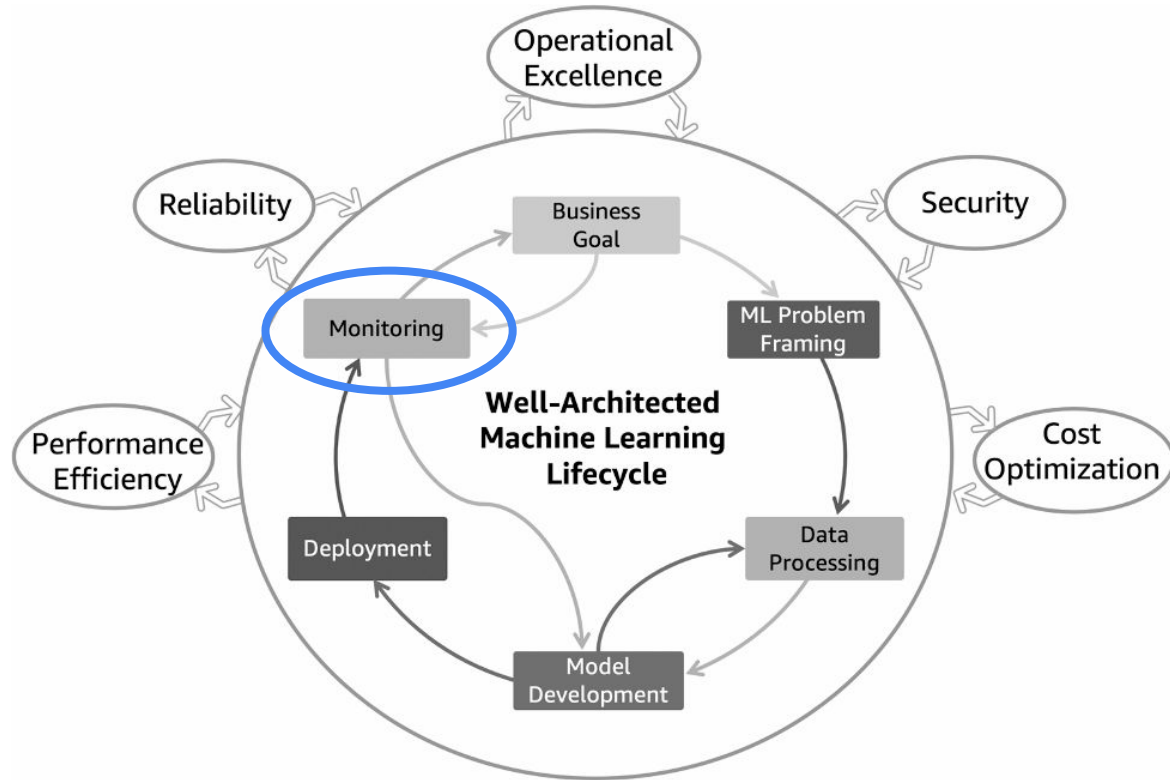 Operational
Excellence
Reliability
Security
Business
Goal
Monitoring
ML Problem
Framing
Well-Architected
Machine Learning
Lifecycle
Performance
Efficiency
Cost
Optimization
Deployment
Data
Processing
Model
Development